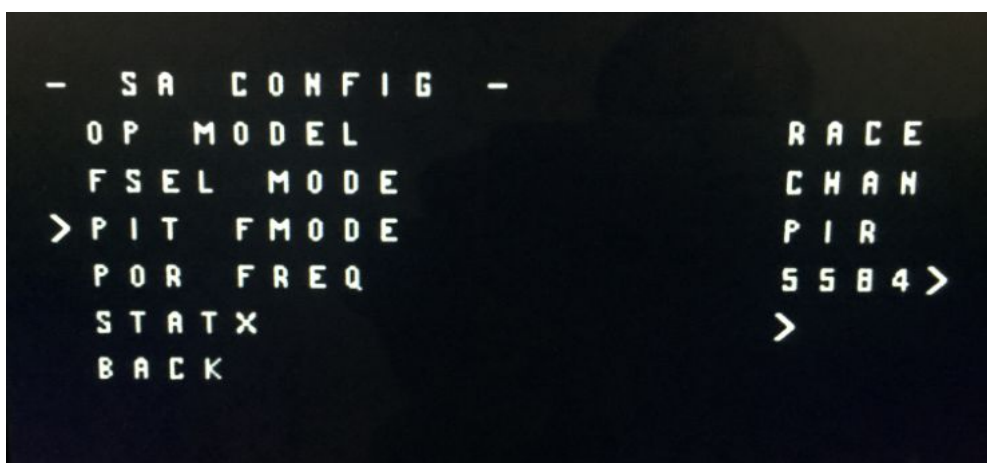 - SA CONFIG -
OP MODEL RACE
FSEL MODE CHAN
>PIT FMODE PIR
POR FREQ 5584>
STATX >
BACK